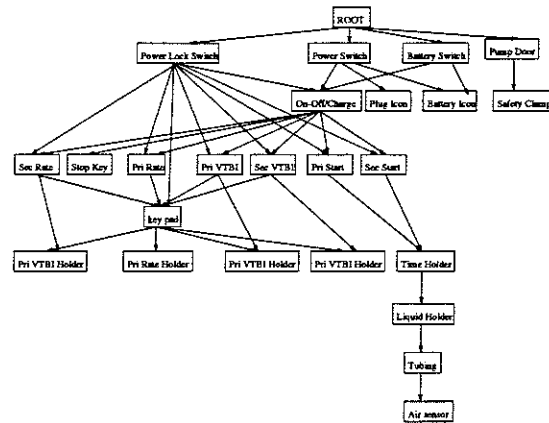 ROOT
Power Lock Switch
Power Switch
Battery Switch
Pump Door
On-Off/Charge
Plug Icon
Battery Icon
Safety Clamp
Sec Rate
Stop Key
Pri Rate
Pri VTBI
Sec VTBI
Pri Start
Sec Start
key pad
Pri VTBI Holder
Pri Rate Holder
Pri VTBI Holder
Pri VTBI Holder
Time Holder
Liquid Holder
Tubing
Air sensor